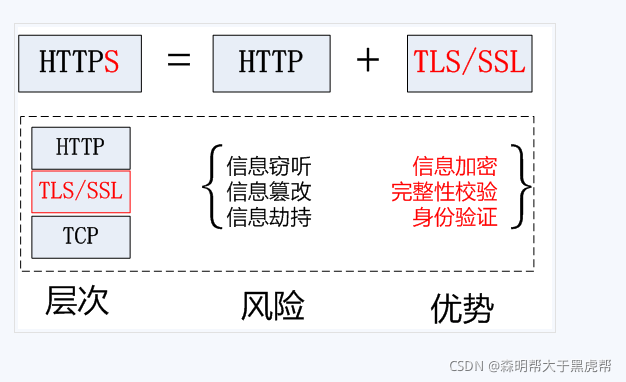 HTTPS = HTTP + TLS/SSL
HTTP
TLS/SSL
TCP
信息窃听
信息篡改
信息劫持
信息加密
完整性校验
身份验证
层次
风险
优势
CSDN @森明帮大于黑虎帮